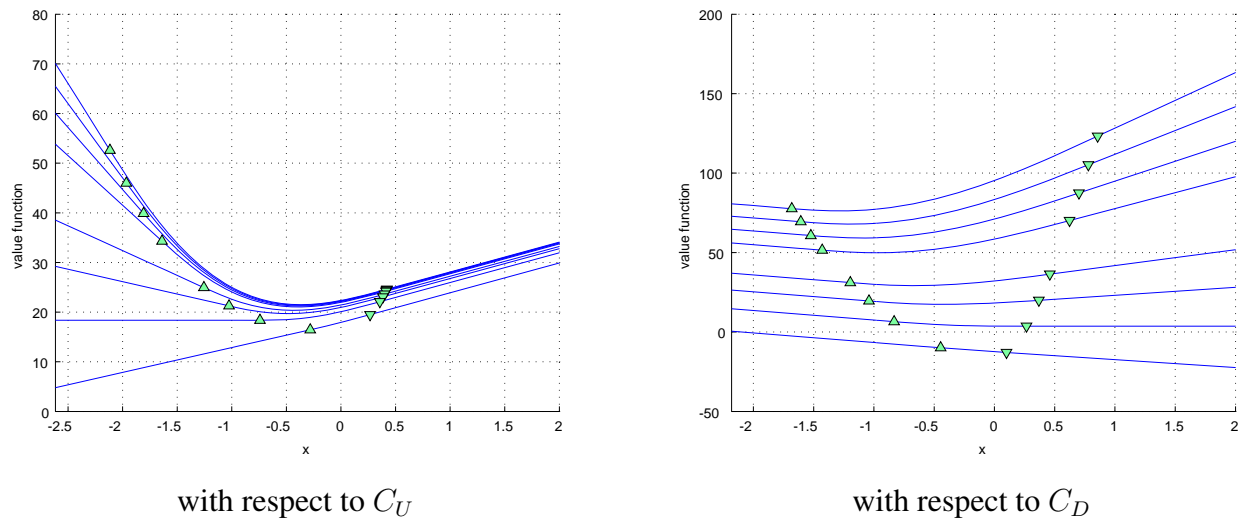 80
70
60
50
40
30
20
10
0
value function
-2.5 -2 -1.5 -1 -0.5 0 0.5 1 1.5 2
x
with respect to C_U
200
150
100
50
0
-50
value function
-2 -1.5 -1 -0.5 0 0.5 1 1.5 2
x
with respect to C_D